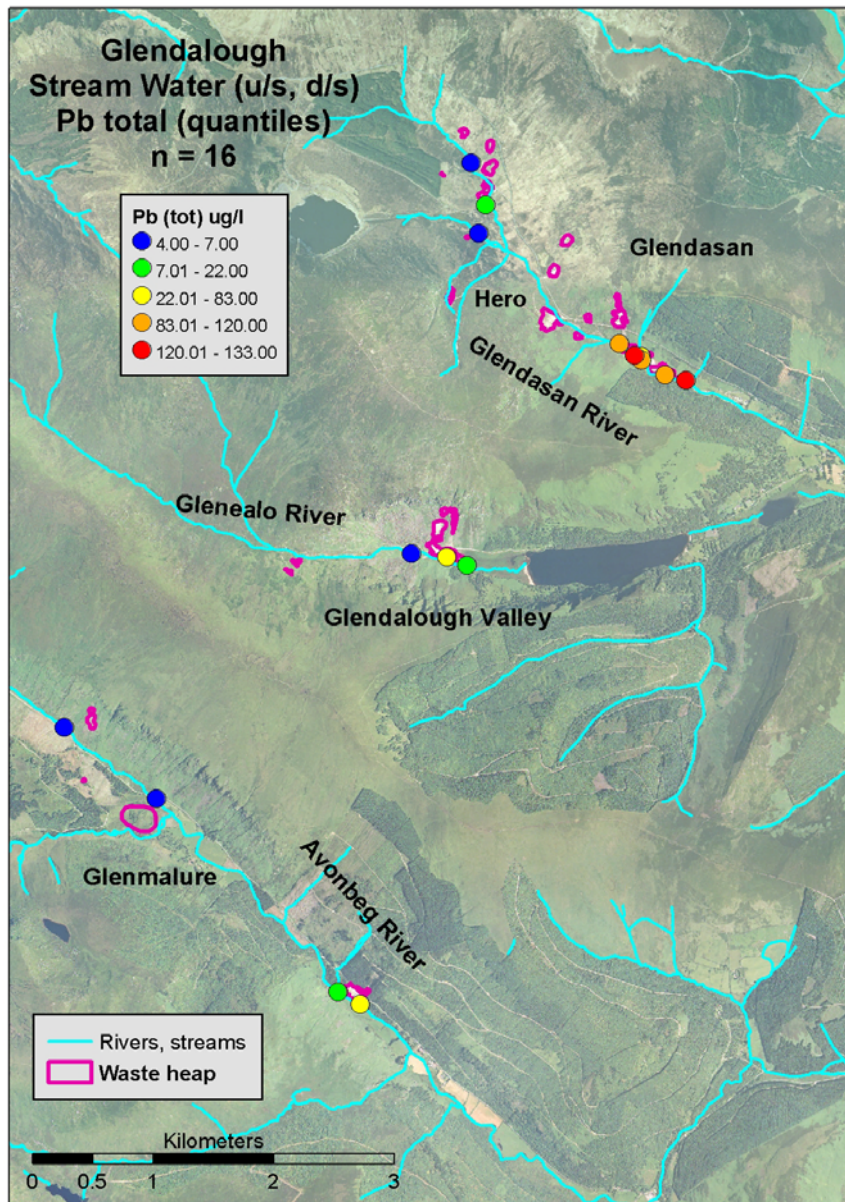 Glendalough
Stream Water (u/s, d/s)
Pb total (quantiles)
n = 16
Pb (tot) ug/l
4.00 - 7.00
7.01 - 22.00
22.01 - 83.00
83.01 - 120.00
120.01 - 133.00
Glendasan
Hero
Glendasan River
Glenealo River
Glendalough Valley
Glenmalure
Avonbeg River
Rivers, streams
Waste heap
Kilometers
0 0.5 1 2 3